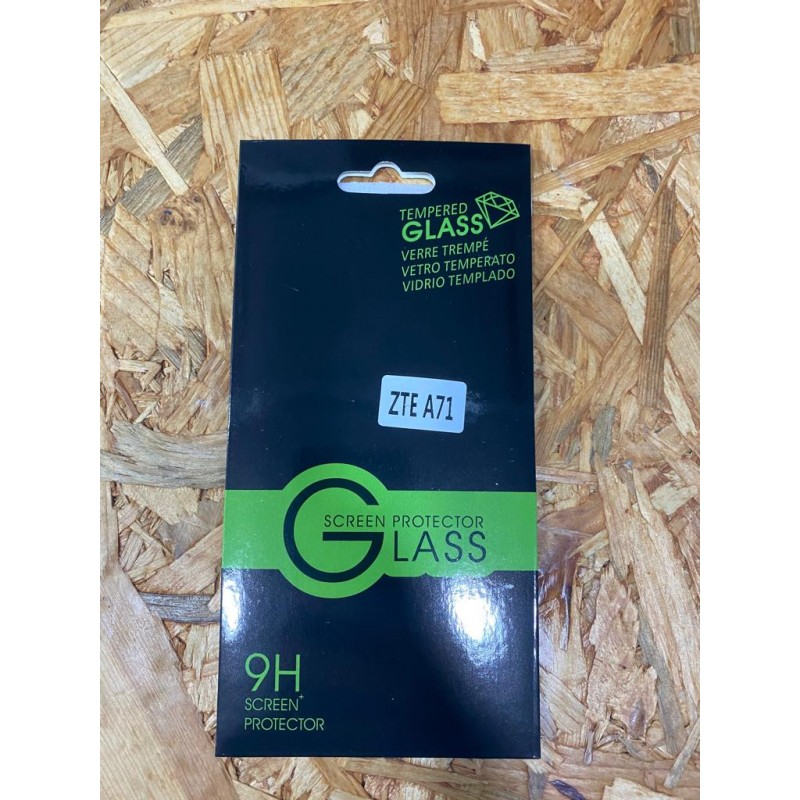 TEMPERED
GLASS
VERRE TREMPÉ
VETRO TEMPERATO
VIDRIO TEMPLADO
ZTE A71
SCREEN PROTECTOR
GLASS
9H
SCREEN+
PROTECTOR